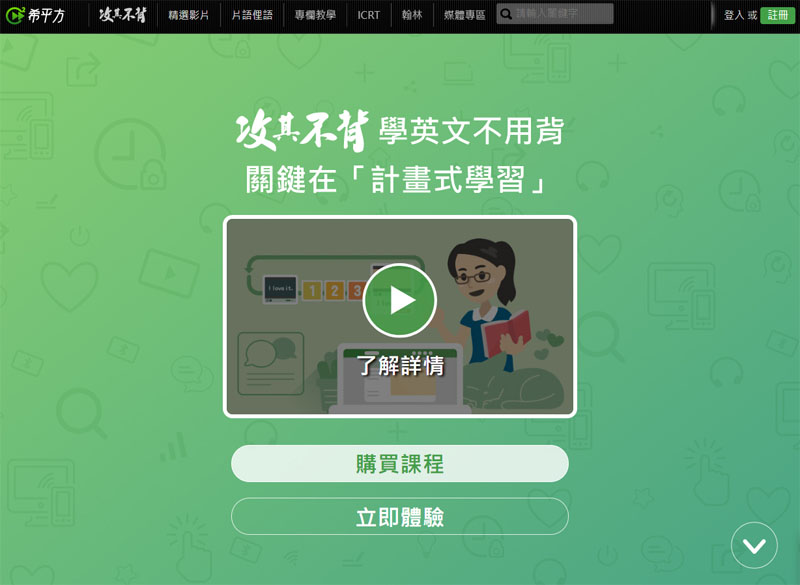 希平方
攻其不背
精選影片
片語俚語
專欄教學
ICRT
翰林
媒體專區
請輸入關鍵字
登入 或 註冊
攻其不背 學英文不用背
關鍵在「計畫式學習」
I love it.
1 2 3
了解詳情
購買課程
立即體驗